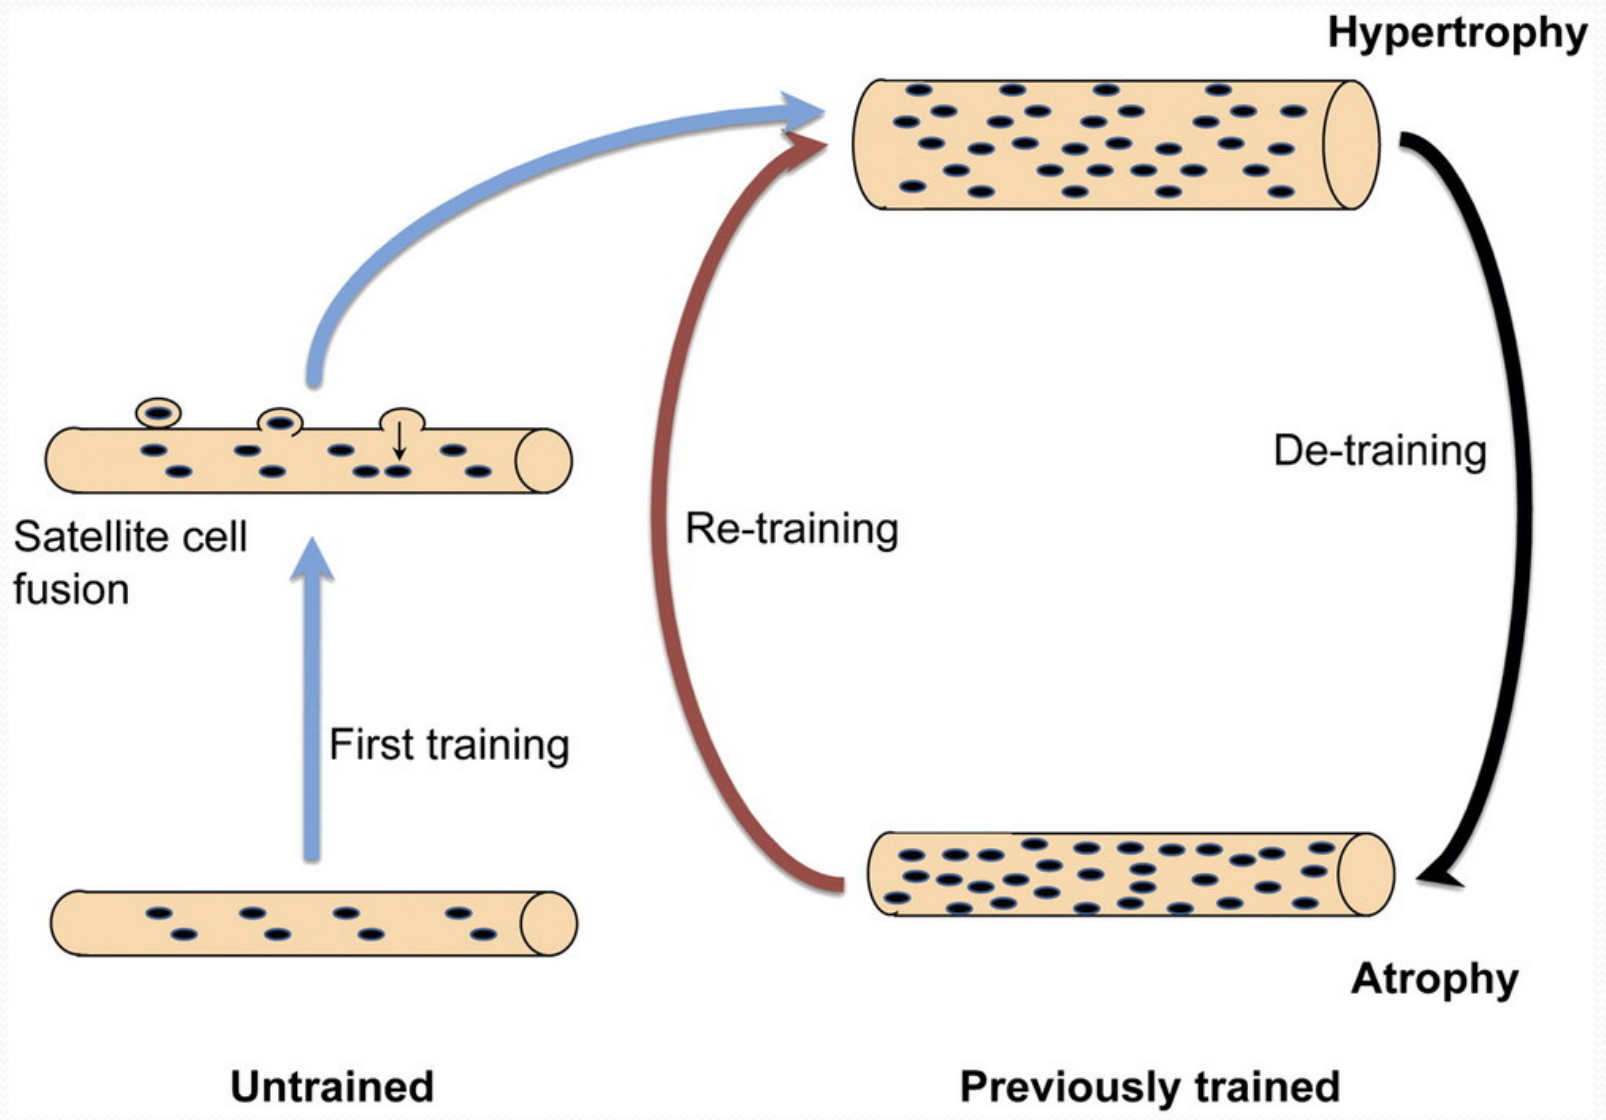 Hypertrophy
De-training
Re-training
Satellite cell
fusion
First training
Atrophy
Untrained
Previously trained